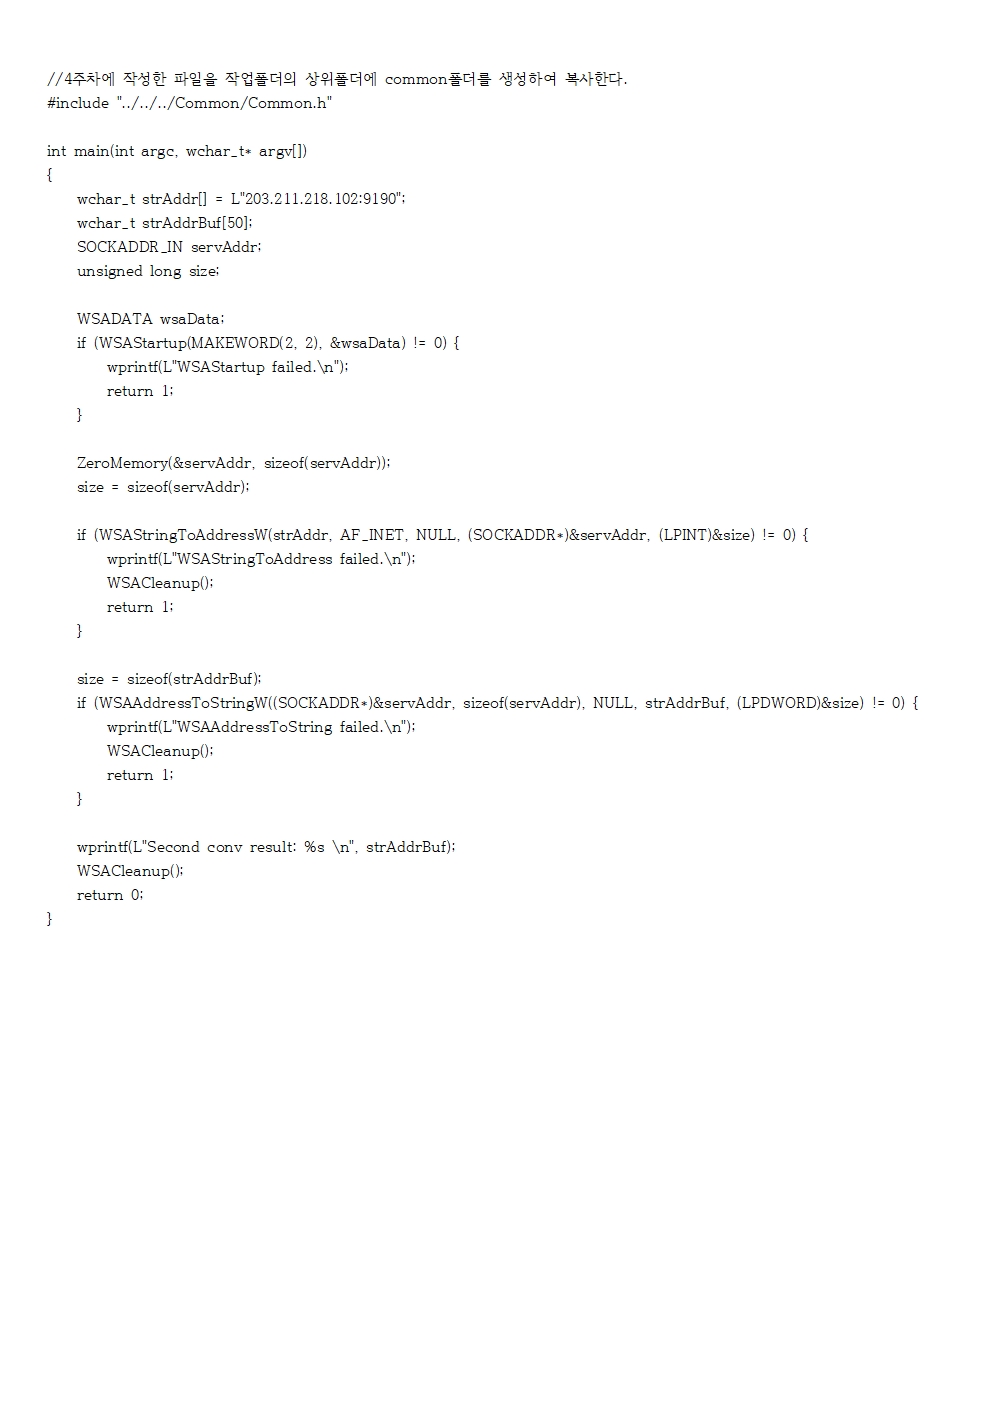 //4주차에 작성한 파일을 작업폴더의 상위폴더에 common폴더를 생성하여 복사한다.
#include "../../../Common/Common.h"

int main(int argc, wchar_t* argv[])
{
    wchar_t strAddr[] = L"203.211.218.102:9190";
    wchar_t strAddrBuf[50];
    SOCKADDR_IN servAddr;
    unsigned long size;

    WSADATA wsaData;
    if (WSAStartup(MAKEWORD(2, 2), &wsaData) != 0) {
        wprintf(L"WSAStartup failed.\n");
        return 1;
    }

    ZeroMemory(&servAddr, sizeof(servAddr));
    size = sizeof(servAddr);

    if (WSAStringToAddressW(strAddr, AF_INET, NULL, (SOCKADDR*)&servAddr, (LPINT)&size) != 0) {
        wprintf(L"WSAStringToAddress failed.\n");
        WSACleanup();
        return 1;
    }

    size = sizeof(strAddrBuf);
    if (WSAAddressToStringW((SOCKADDR*)&servAddr, sizeof(servAddr), NULL, strAddrBuf, (LPDWORD)&size) != 0) {
        wprintf(L"WSAAddressToString failed.\n");
        WSACleanup();
        return 1;
    }

    wprintf(L"Second conv result: %s \n", strAddrBuf);
    WSACleanup();
    return 0;
}